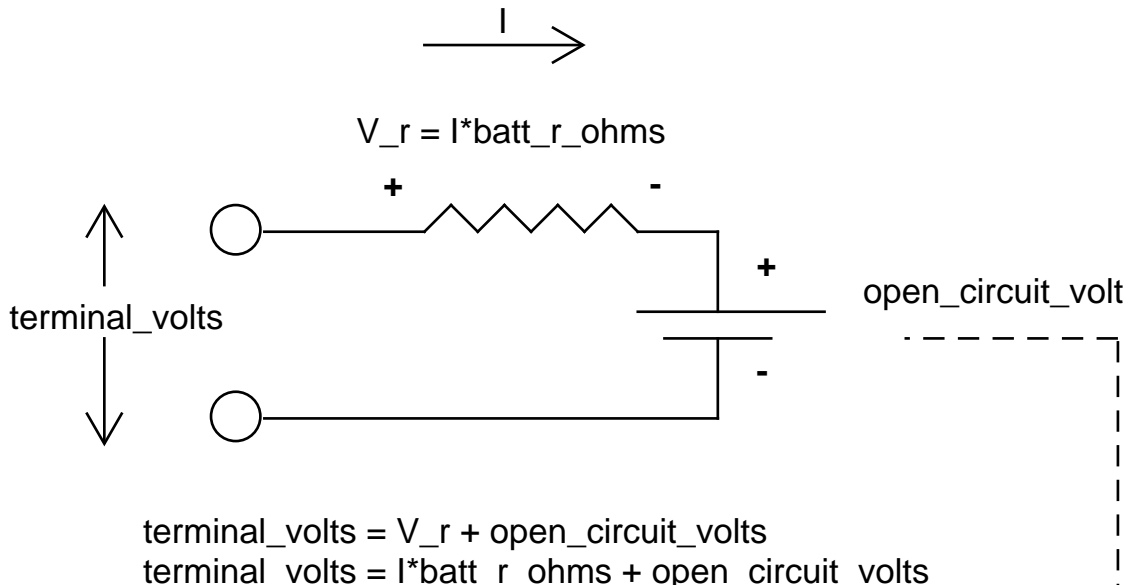 I
V_r = I*batt_r_ohms
+ -
+
open_circuit_volt
terminal_volts
-
terminal_volts = V_r + open_circuit_volts
terminal_volts = I*batt_r_ohms + open_circuit_volts